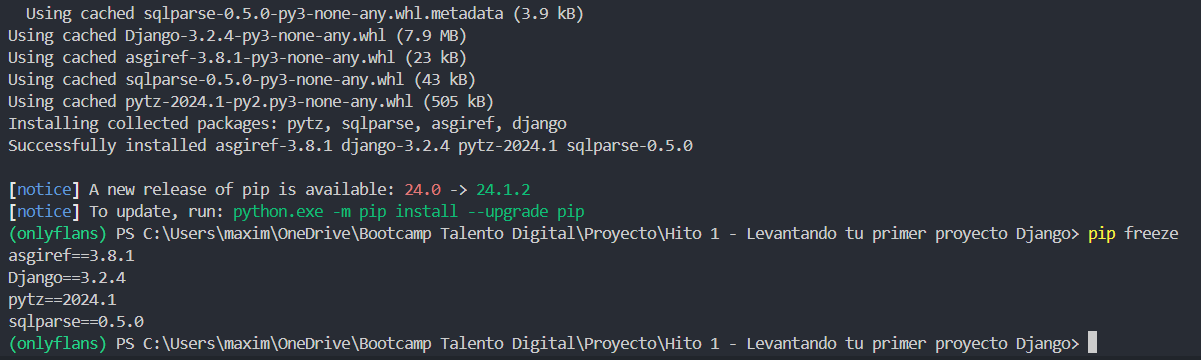 Using cached sqlparse-0.5.0-py3-none-any.whl.metadata (3.9 kB)
Using cached Django-3.2.4-py3-none-any.whl (7.9 MB)
Using cached asgiref-3.8.1-py3-none-any.whl (23 kB)
Using cached sqlparse-0.5.0-py3-none-any.whl (43 kB)
Using cached pytz-2024.1-py2.py3-none-any.whl (505 kB)
Installing collected packages: pytz, sqlparse, asgiref, django
Successfully installed asgiref-3.8.1 django-3.2.4 pytz-2024.1 sqlparse-0.5.0
[notice] A new release of pip is available: 24.0 -> 24.1.2
[notice] To update, run: python.exe -m pip install --upgrade pip
(onlyflans) PS C:\Users\maxim\OneDrive\Bootcamp Talento Digital\Proyecto\Hito 1 - Levantando tu primer proyecto Django> pip freeze
asgiref==3.8.1
Django==3.2.4
pytz==2024.1
sqlparse==0.5.0
(onlyflans) PS C:\Users\maxim\OneDrive\Bootcamp Talento Digital\Proyecto\Hito 1 - Levantando tu primer proyecto Django>